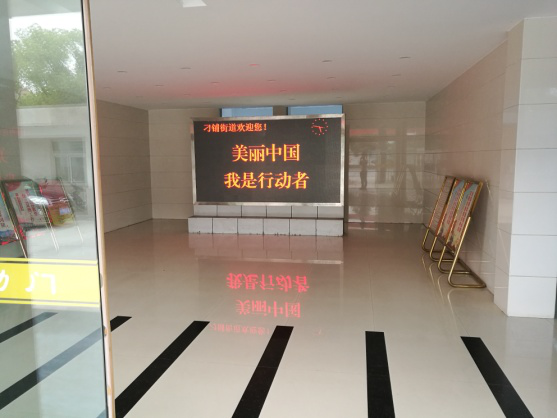 刁铺街道欢迎您！
美丽中国
我是行动者